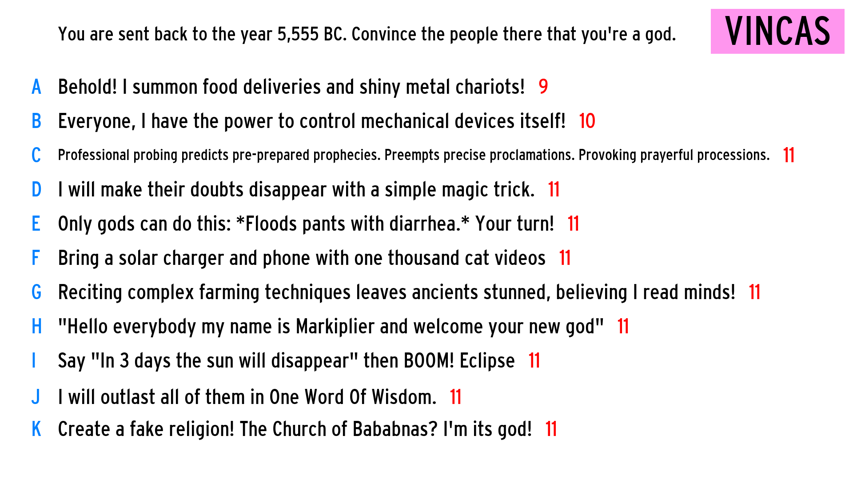 You are sent back to the year 5,555 BC. Convince the people there that you're a god.
VINCAS
A Behold! I summon food deliveries and shiny metal chariots! 9
B Everyone, I have the power to control mechanical devices itself! 10
C Professional probing predicts pre-prepared prophecies. Preempts precise proclamations. Provoking prayerful processions. 11
D I will make their doubts disappear with a simple magic trick. 11
E Only gods can do this: *Floods pants with diarrhea.* Your turn! 11
F Bring a solar charger and phone with one thousand cat videos 11
G Reciting complex farming techniques leaves ancients stunned, believing I read minds! 11
H "Hello everybody my name is Markiplier and welcome your new god" 11
I Say "In 3 days the sun will disappear" then BOOM! Eclipse 11
J I will outlast all of them in One Word Of Wisdom. 11
K Create a fake religion! The Church of Bababnas? I'm its god! 11